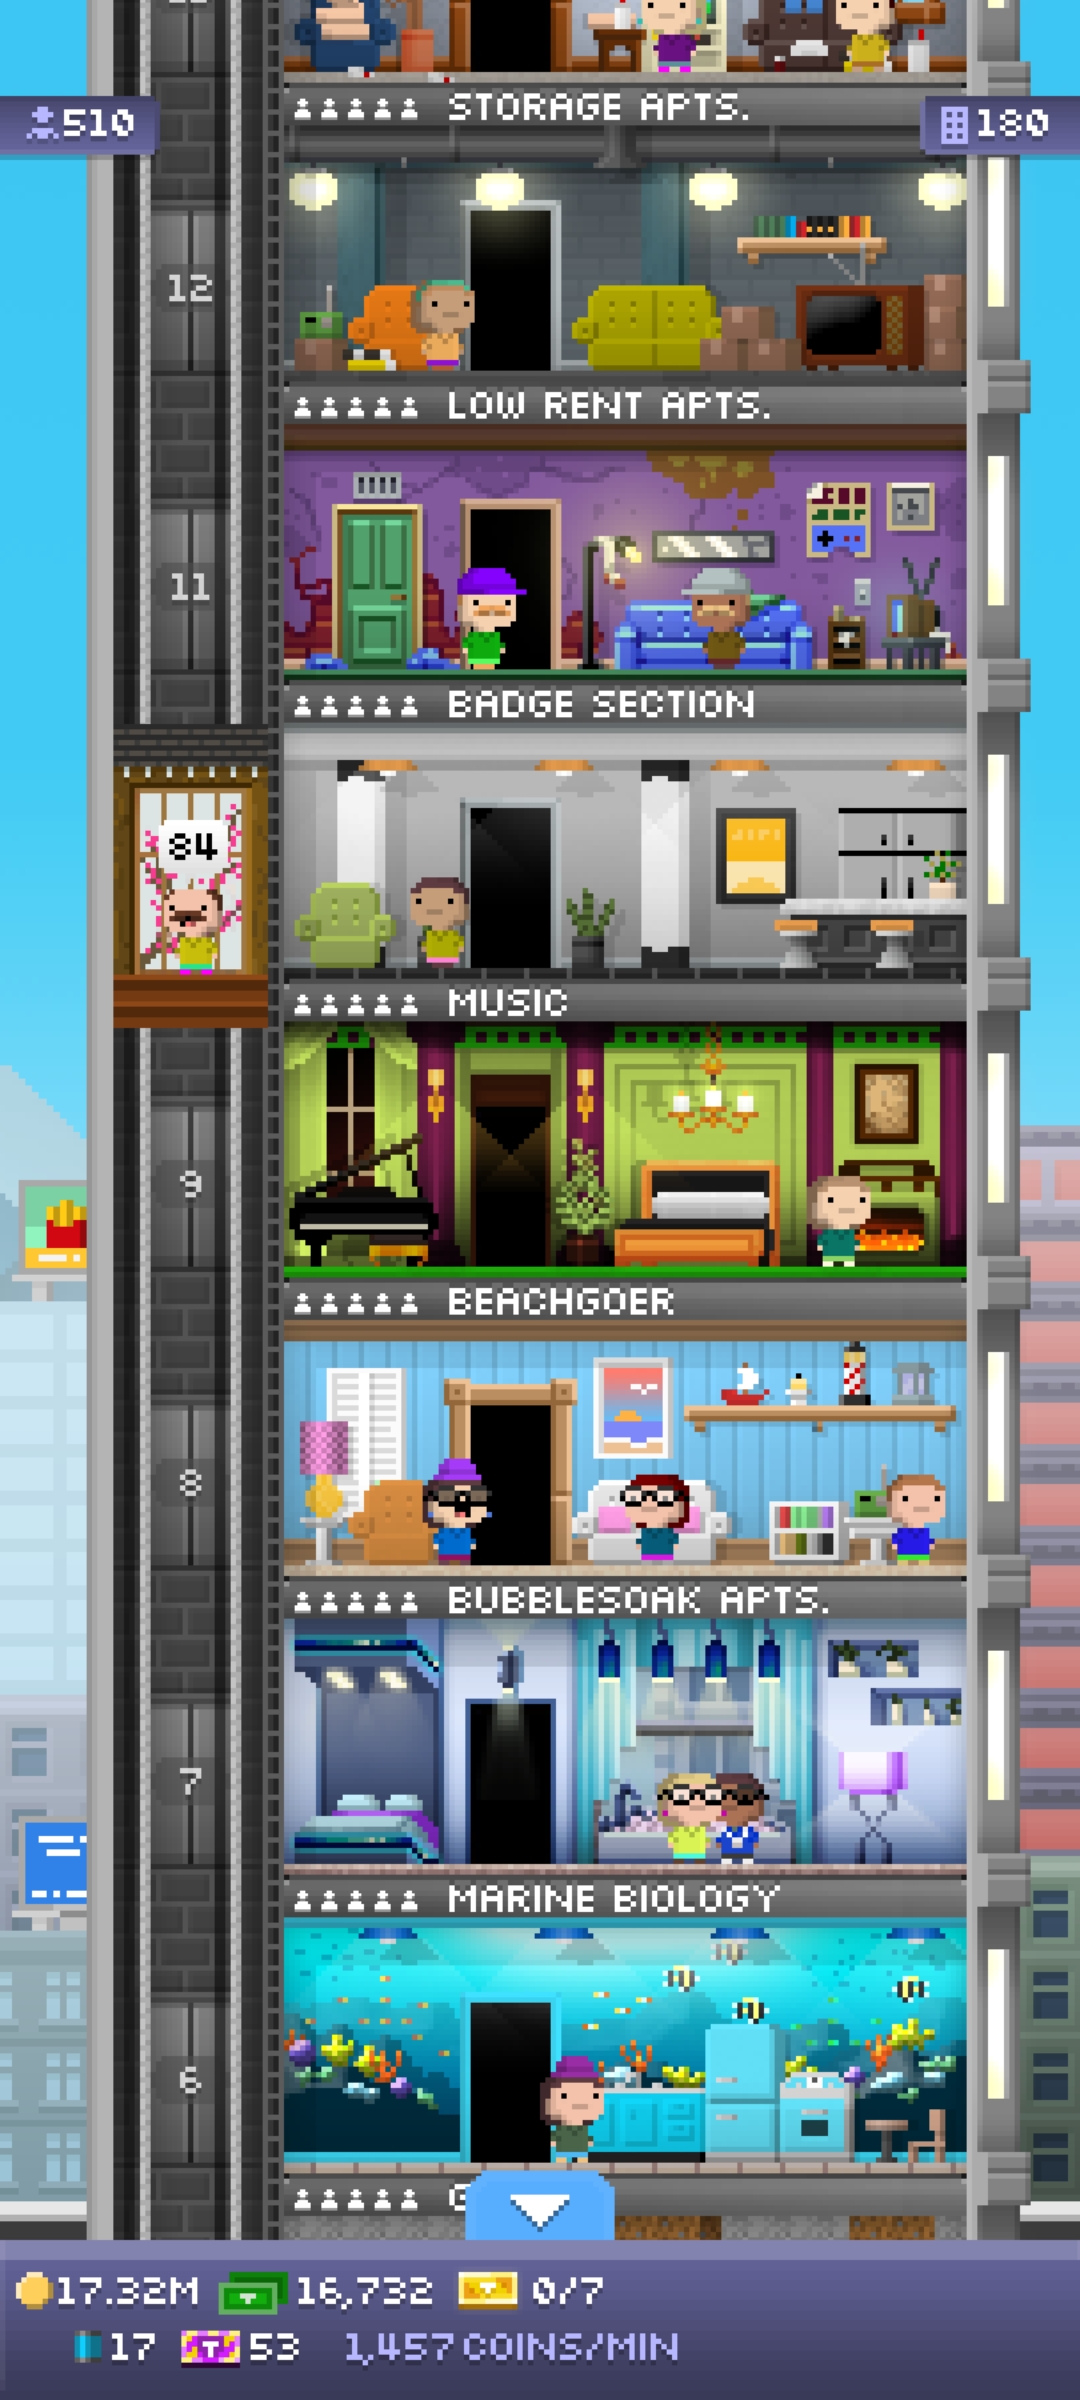 STORAGE APTS.
510
180
12
LOW RENT APTS.
11
BADGE SECTION
84
MUSIC
9
BEACHGOER
8
BUBBLESOAK APTS.
7
MARINE BIOLOGY
6
17.32M 16,732 0/7
17 53 1,457 COINS/MIN